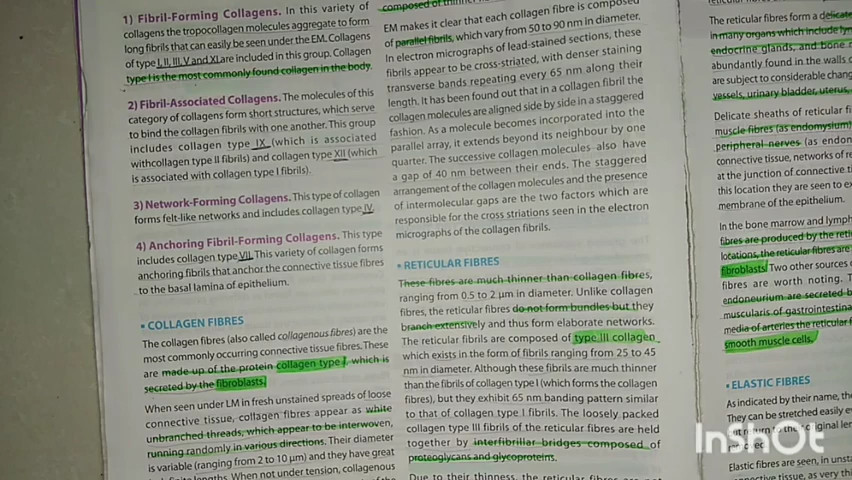 1) Fibril-Forming Collagens. In this variety of
collagens the tropocollagen molecules aggregate to form
long fibrils that can easily be seen under the EM. Collagens
of type I, II, III, V and XI are included in this group. Collagen
type I is the most commonly found collagen in the body.
2) Fibril-Associated Collagens. The molecules of this
category of collagens form short structures, which serve
to bind the collagen fibrils with one another. This group
includes collagen type IX (which is associated
withcollagen type II fibrils) and collagen type XII (which
is associated with collagen type I fibrils).
3) Network-Forming Collagens. This type of collagen
forms felt-like networks and includes collagen type IV.
4) Anchoring Fibril-Forming Collagens. This type
includes collagen type VII. This variety of collagen forms
anchoring fibrils that anchor the connective tissue fibres
to the basal lamina of epithelium.
• COLLAGEN FIBRES
The collagen fibres (also called collagenous fibres) are the
most commonly occurring connective tissue fibres. These
are made up of the protein collagen type I, which is
secreted by the fibroblasts.
When seen under LM in fresh unstained spreads of loose
connective tissue, collagen fibres appear as white
unbranched threads, which appear to be interwoven,
running randomly in various directions. Their diameter
is variable (ranging from 2 to 10 µm) and they have great
lengths. When not under tension, collagenous
composed of thinner
EM makes it clear that each collagen fibre is composed
of parallel fibrils, which vary from 50 to 90 nm in diameter.
In electron micrographs of lead-stained sections, these
fibrils appear to be cross-striated, with denser staining
transverse bands repeating every 65 nm along their
length. It has been found that in a collagen fibril the
collagen molecules are aligned side by side in a staggered
fashion. As a molecule becomes incorporated into the
parallel array, it extends beyond its neighbour by one
quarter. The successive collagen molecules also have
a gap of 40 nm between their ends. The staggered
arrangement of the collagen molecules and the presence
of intermolecular gaps are the two factors which are
responsible for the cross striations seen in the electron
micrographs of the collagen fibrils.
• RETICULAR FIBRES
These fibres are much thinner than collagen fibres,
ranging from 0.5 to 2 µm in diameter. Unlike collagen
fibres, the reticular fibres do not form bundles but they
branch extensively and thus form elaborate networks.
The reticular fibres are composed of type III collagen
which exists in the form of fibrils ranging from 25 to 45
nm in diameter. Although these fibrils are much thinner
than the fibrils of collagen type I (which forms the collagen
fibres), but they exhibit 65 nm banding pattern similar
to that of collagen type I fibrils. The loosely packed
collagen type III fibrils of the reticular fibres are held
together by interfibrillar bridges composed of
proteoglycans and glycoproteins.
Due to their thinness, the reticular fibres are not
The reticular fibres form a delicate
in many organs which include
endocrine glands, and bone
abundantly found in the walls
are subject to considerable
vessels, urinary bladder, uterus,
Delicate sheaths of reticular
muscle fibres (as endomysium)
peripheral nerves (as
connective tissue, networks of
at the junction of connective
this location they are seen to
membrane of the epithelium.
In the bone marrow and
fibres are produced by the
locations, the reticular fibres are
fibroblasts. Two other sources
fibres are worth noting. T
endoneurium are secreted
muscularis of gastrointestinal
media of arteries the reticular
smooth muscle cells.
• ELASTIC FIBRES
As indicated by their name, the
They can be stretched easily
but return to their original
Elastic fibres are seen, in
tissue, as very
InShOt